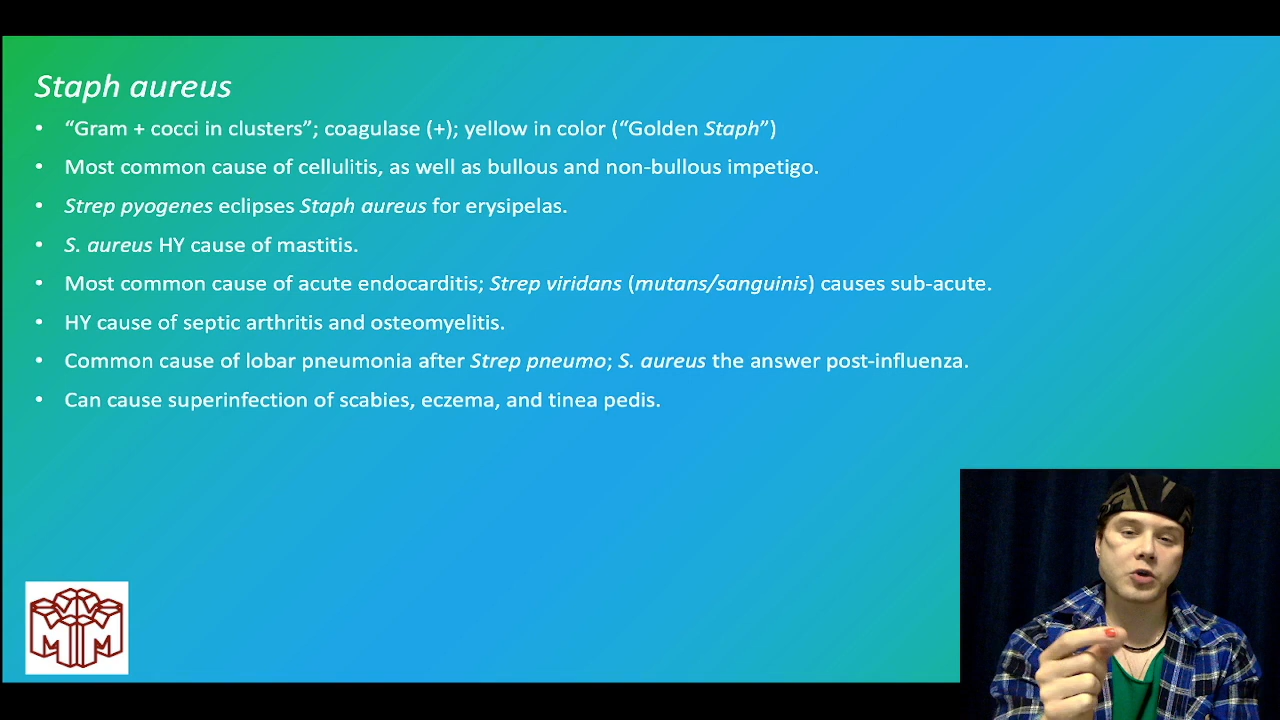 Staph aureus
• “Gram + cocci in clusters”; coagulase (+); yellow in color (“Golden Staph”)
• Most common cause of cellulitis, as well as bullous and non-bullous impetigo.
• Strep pyogenes eclipses Staph aureus for erysipelas.
• S. aureus HY cause of mastitis.
• Most common cause of acute endocarditis; Strep viridans (mutans/sanguinis) causes sub-acute.
• HY cause of septic arthritis and osteomyelitis.
• Common cause of lobar pneumonia after Strep pneumo; S. aureus the answer post-influenza.
• Can cause superinfection of scabies, eczema, and tinea pedis.
M M